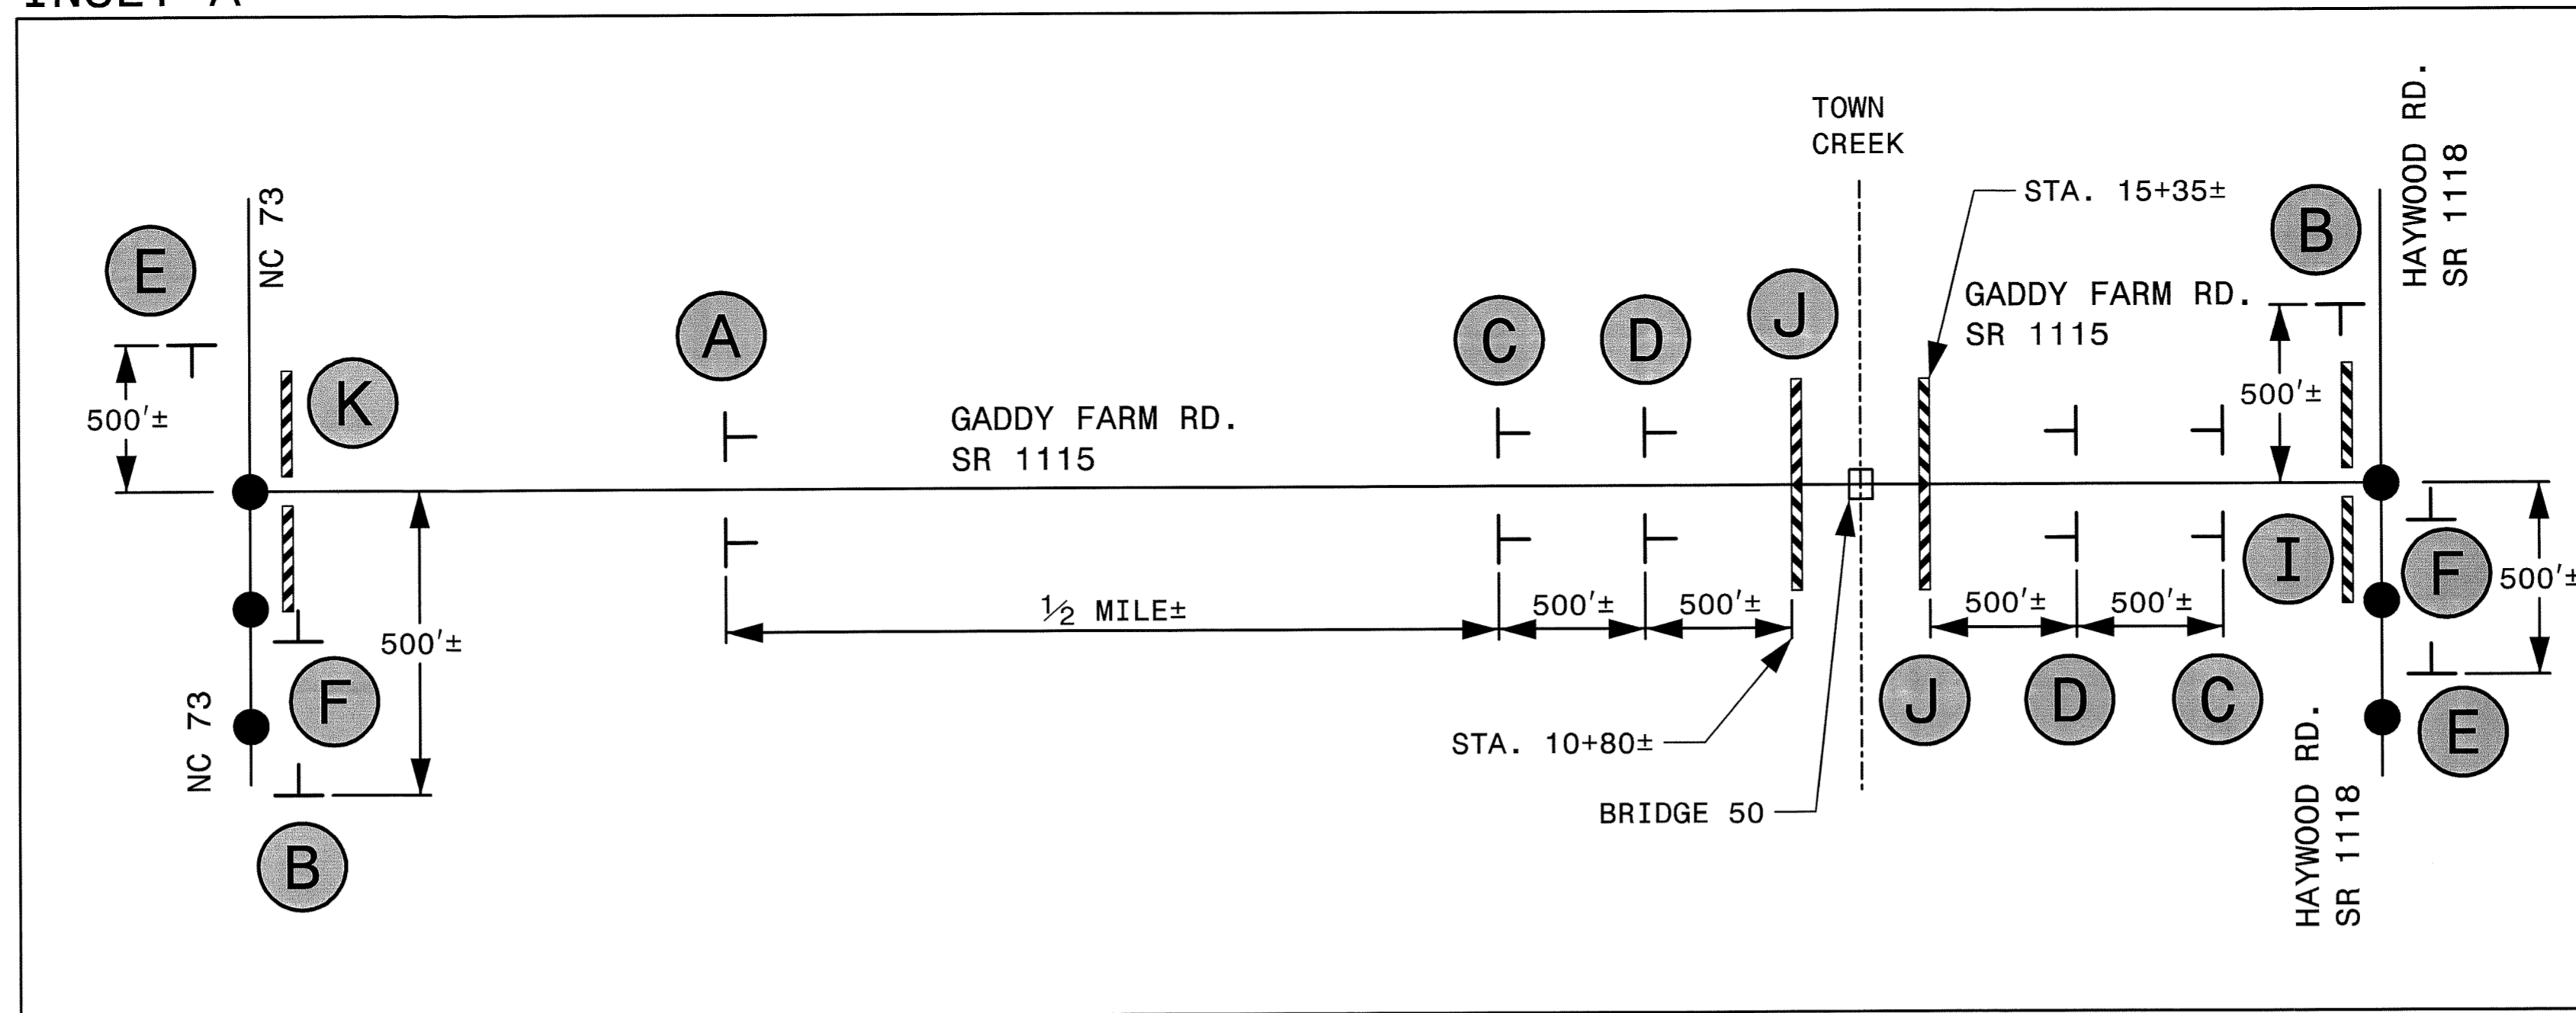 INSET A
TOWN
CREEK
HAYWOOD RD.
SR 1118
NC 73
STA. 15+35±
B
E
J
GADDY FARM RD.
SR 1115
A
C
D
K
500'±
500'±
GADDY FARM RD.
SR 1115
I
F
500'±
½ MILE±
500'±
500'±
500'±
500'±
500'±
F
J
D
C
E
NC 73
STA. 10+80±
BRIDGE 50
HAYWOOD RD.
SR 1118
B